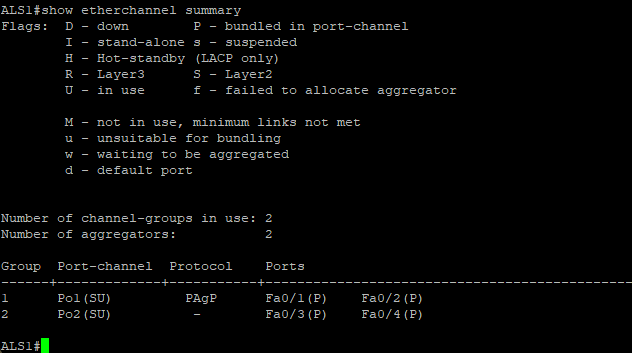 ALS1#show etherchannel summary
Flags:  D - down        P - bundled in port-channel
        I - stand-alone s - suspended
        H - Hot-standby (LACP only)
        R - Layer3      S - Layer2
        U - in use      f - failed to allocate aggregator
        M - not in use, minimum links not met
        u - unsuitable for bundling
        w - waiting to be aggregated
        d - default port
Number of channel-groups in use: 2
Number of aggregators:           2
Group  Port-channel  Protocol    Ports
------+-------------+-----------+-----------------------------------------------
1      Po1(SU)         PAgP      Fa0/1(P)    Fa0/2(P)
2      Po2(SU)          -        Fa0/3(P)    Fa0/4(P)
ALS1#